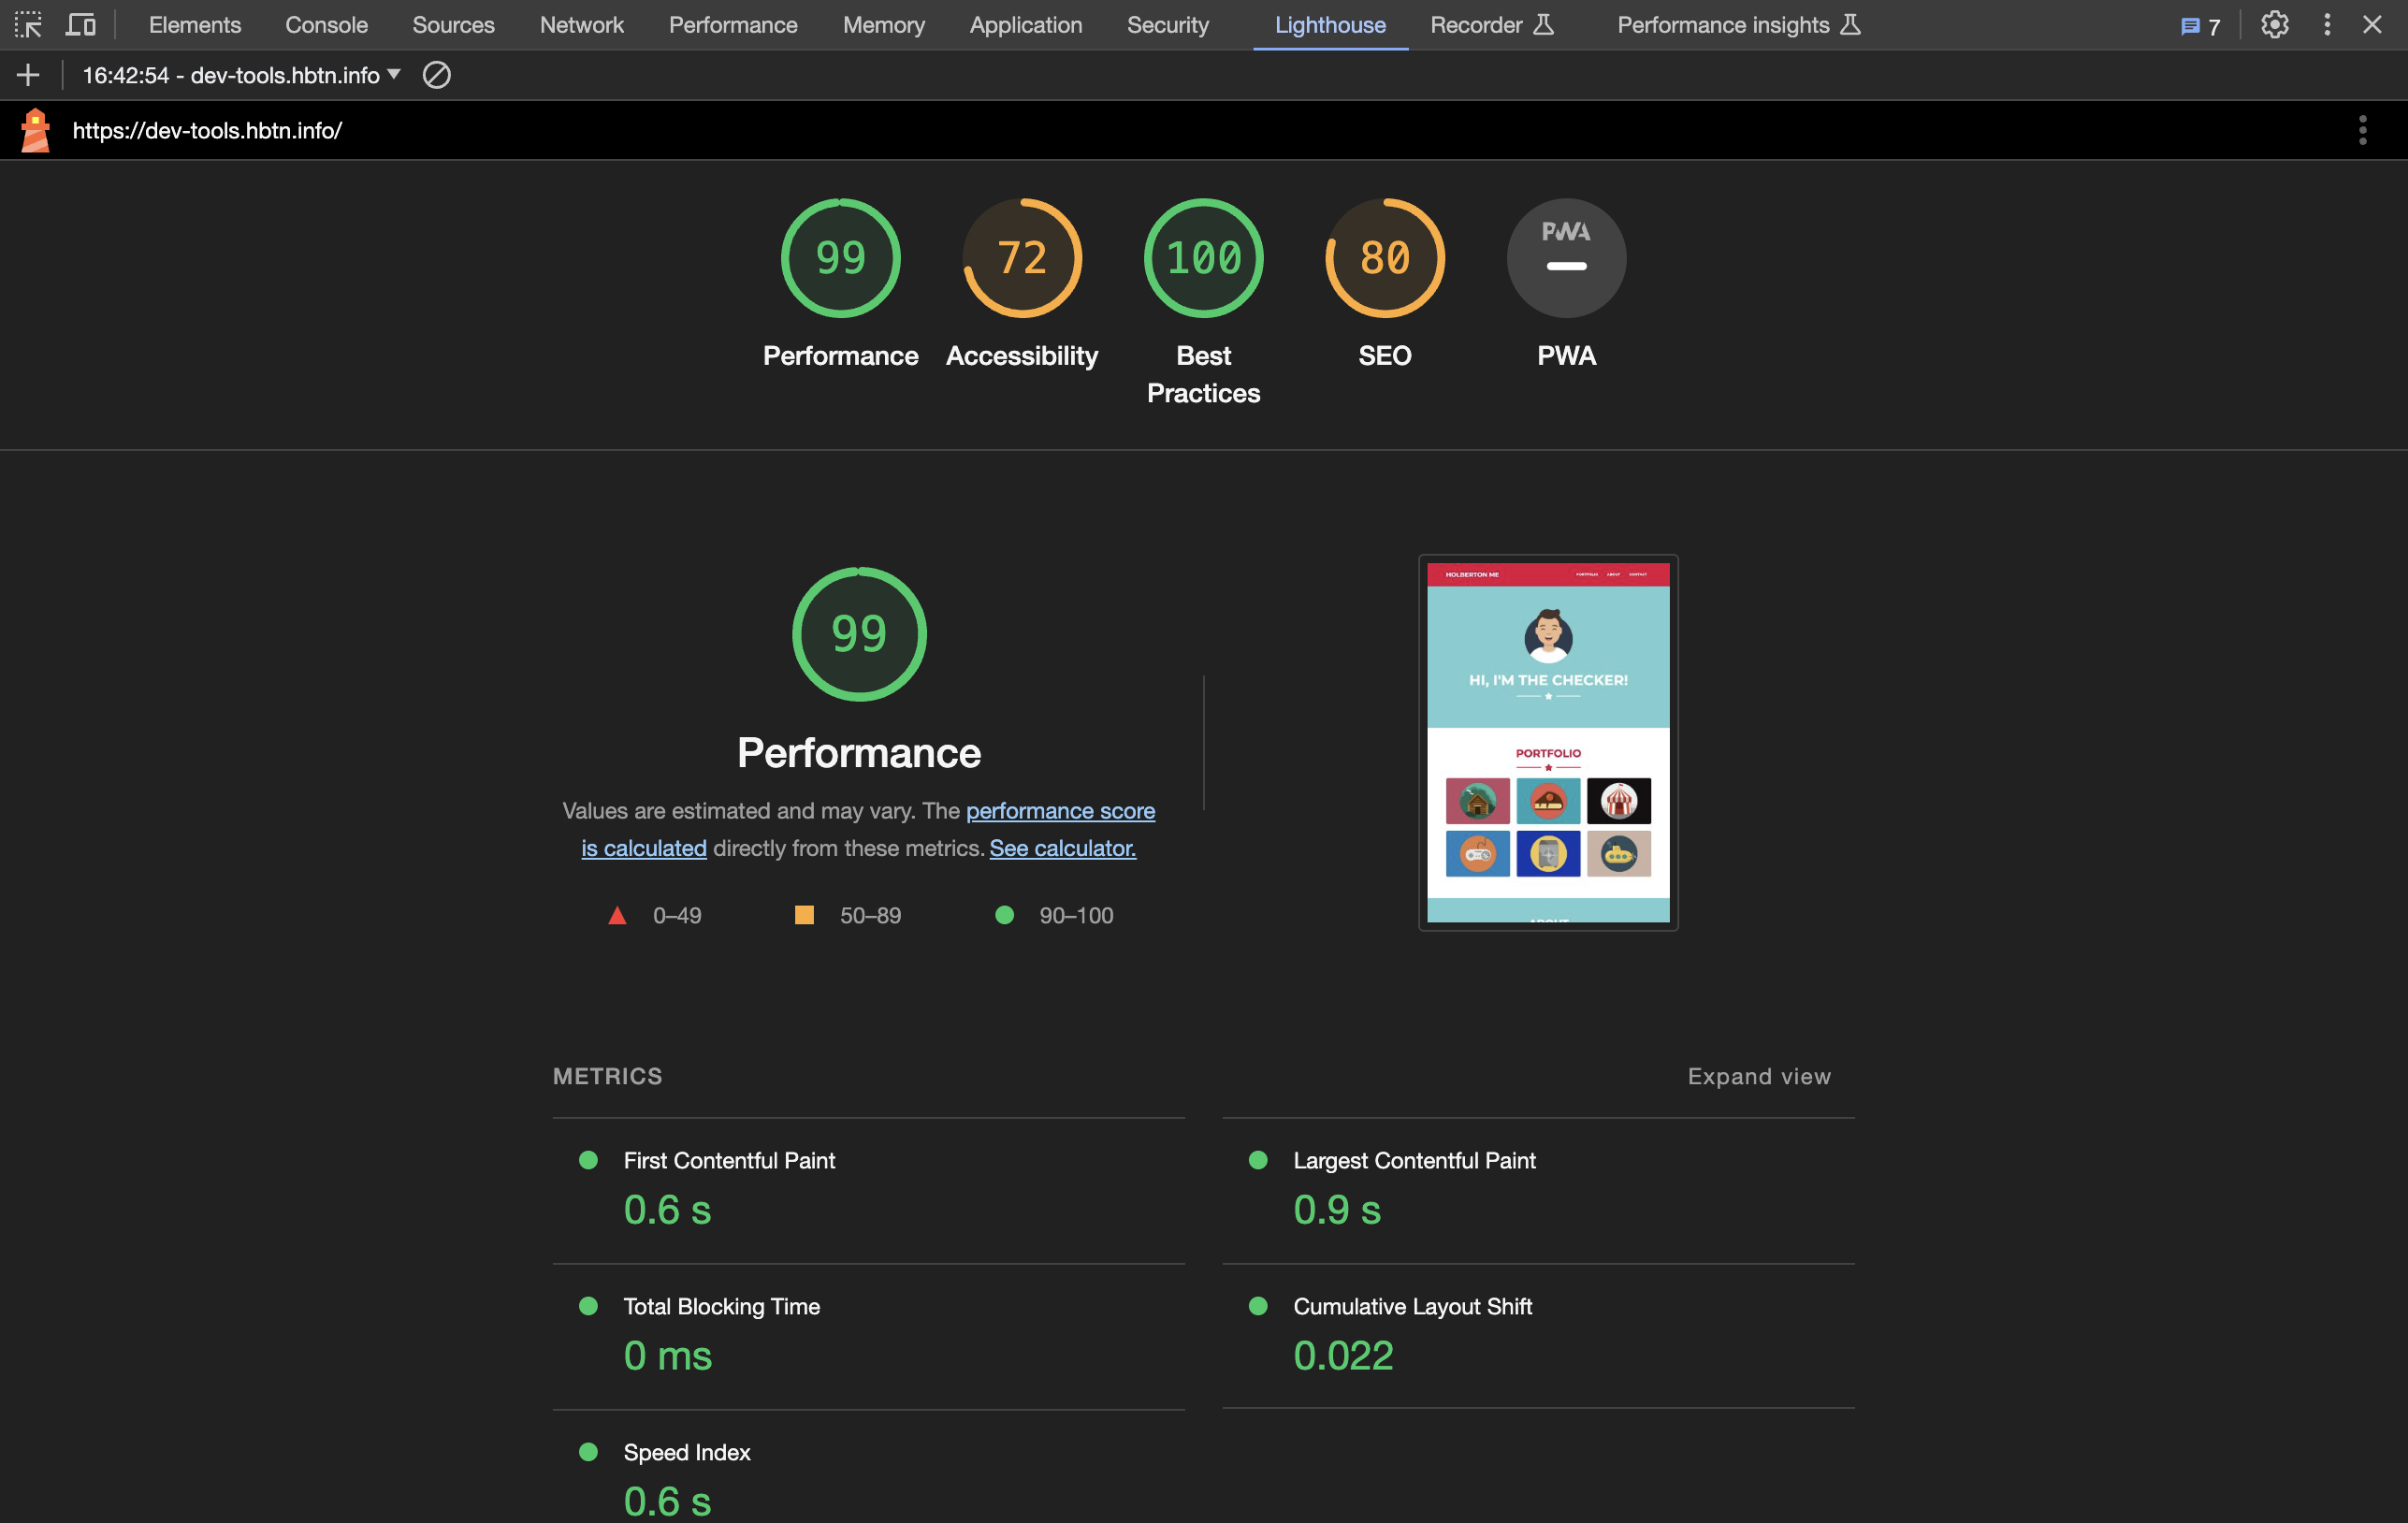 Elements Console Sources Network Performance Memory Application Security Lighthouse Recorder Performance insights 7
16:42:54 - dev-tools.hbtn.info
https://dev-tools.hbtn.info/
99 72 100 80 PWA
Performance Accessibility Best Practices SEO PWA
99
Performance
Values are estimated and may vary. The performance score
is calculated directly from these metrics. See calculator.
0–49 50–89 90–100
HOLBERTON ME PORTFOLIO ABOUT CONTACT
HI, I'M THE CHECKER!
PORTFOLIO
ABOUT
METRICS Expand view
First Contentful Paint
0.6 s
Largest Contentful Paint
0.9 s
Total Blocking Time
0 ms
Cumulative Layout Shift
0.022
Speed Index
0.6 s